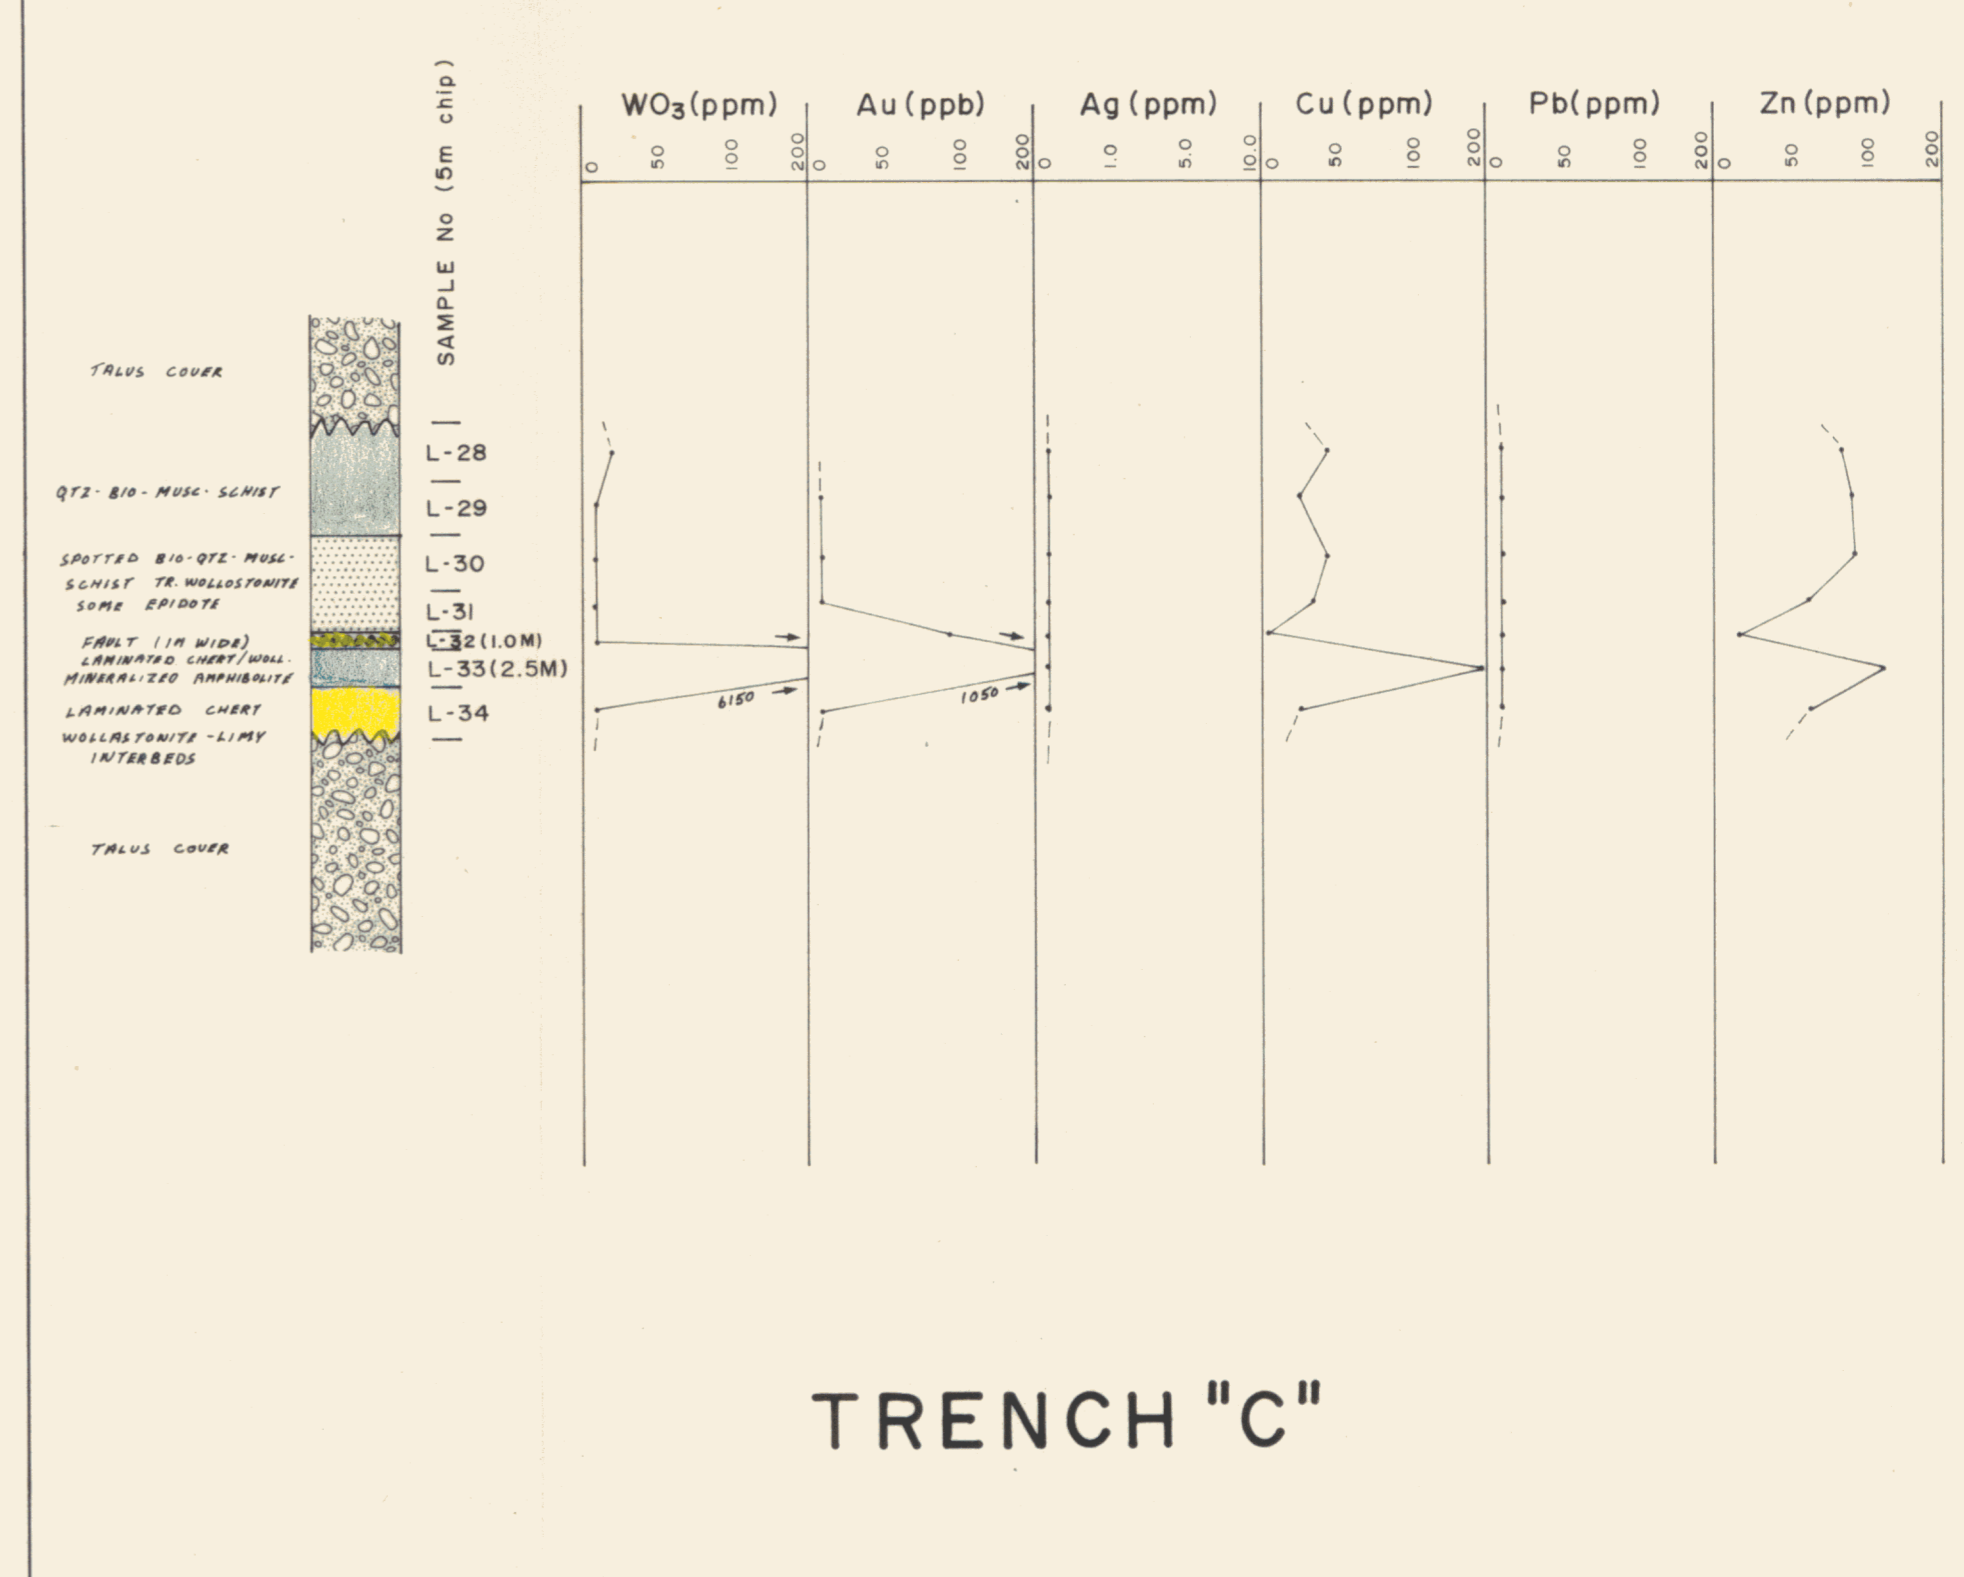 SAMPLE No (5m chip)
WO3(ppm) Au (ppb) Ag (ppm) Cu (ppm) Pb(ppm) Zn (ppm)
0 50 100 200 0 50 100 200 0 1.0 5.0 10.0 0 50 100 200 0 50 100 200 0 50 100 200
TALUS COVER
L-28
QTZ-BIO-MUSC-SCHIST
L-29
SPOTTED BIO-QTZ-MUSC-
L-30
SCHIST TR. WOLLOSTONITE
SOME EPIDOTE
L-31
FAULT (1M WIDE)
L-32(1.0M)
LAMINATED CHERT/WOLL.
L-33(2.5M)
MINERALIZED AMPHIBOLITE
6150
1050
LAMINATED CHERT
L-34
WOLLASTONITE-LIMY
INTERBEDS
TALUS COVER
TRENCH "C"